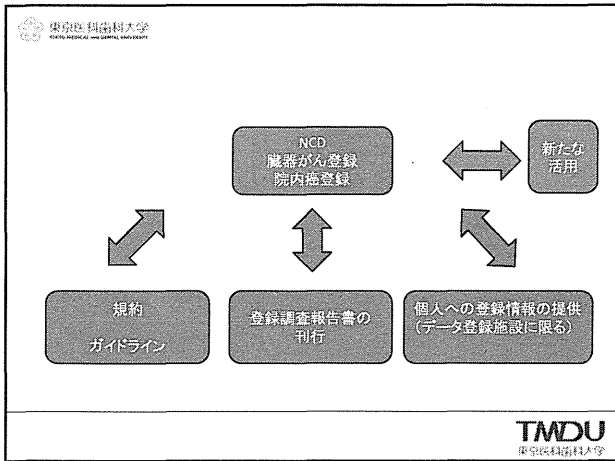 東京医科歯科大学
TOKYO MEDICAL AND DENTAL UNIVERSITY
NCD
臓器がん登録
院内癌登録
新たな
活用
規約
ガイドライン
登録調査報告書の
刊行
個人への登録情報の提供
(データ登録施設に限る)
TMDU
東京医科歯科大学